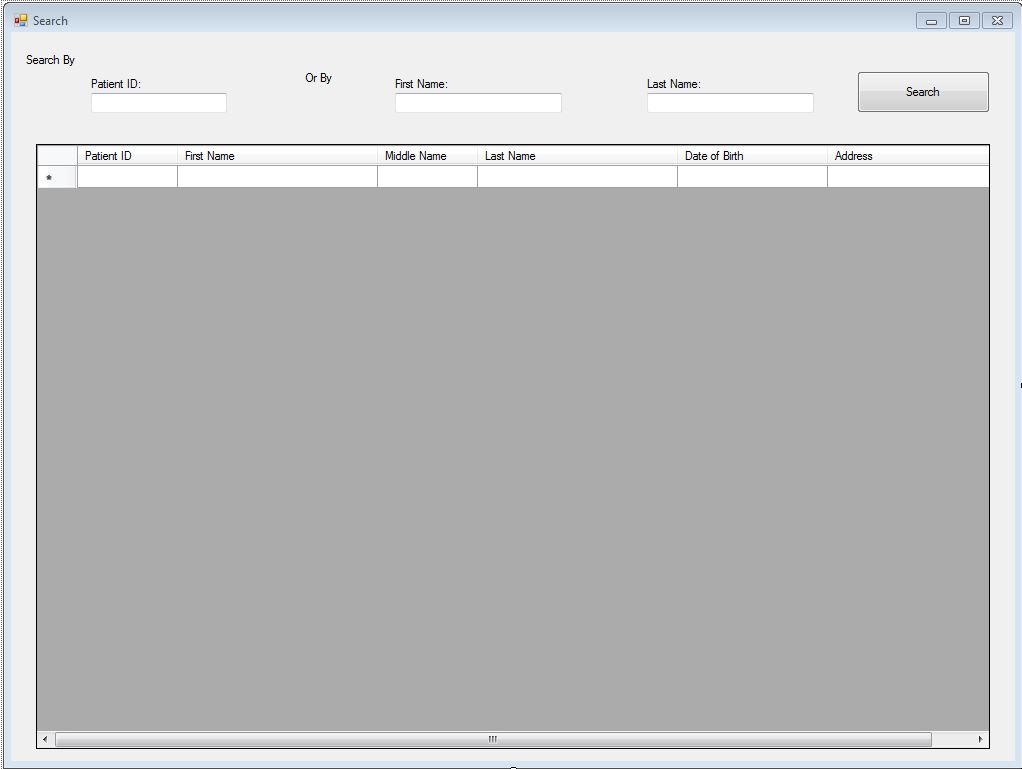 Search
Search By
Patient ID:
Or By
First Name:
Last Name:
Search
Patient ID First Name Middle Name Last Name Date of Birth Address
*